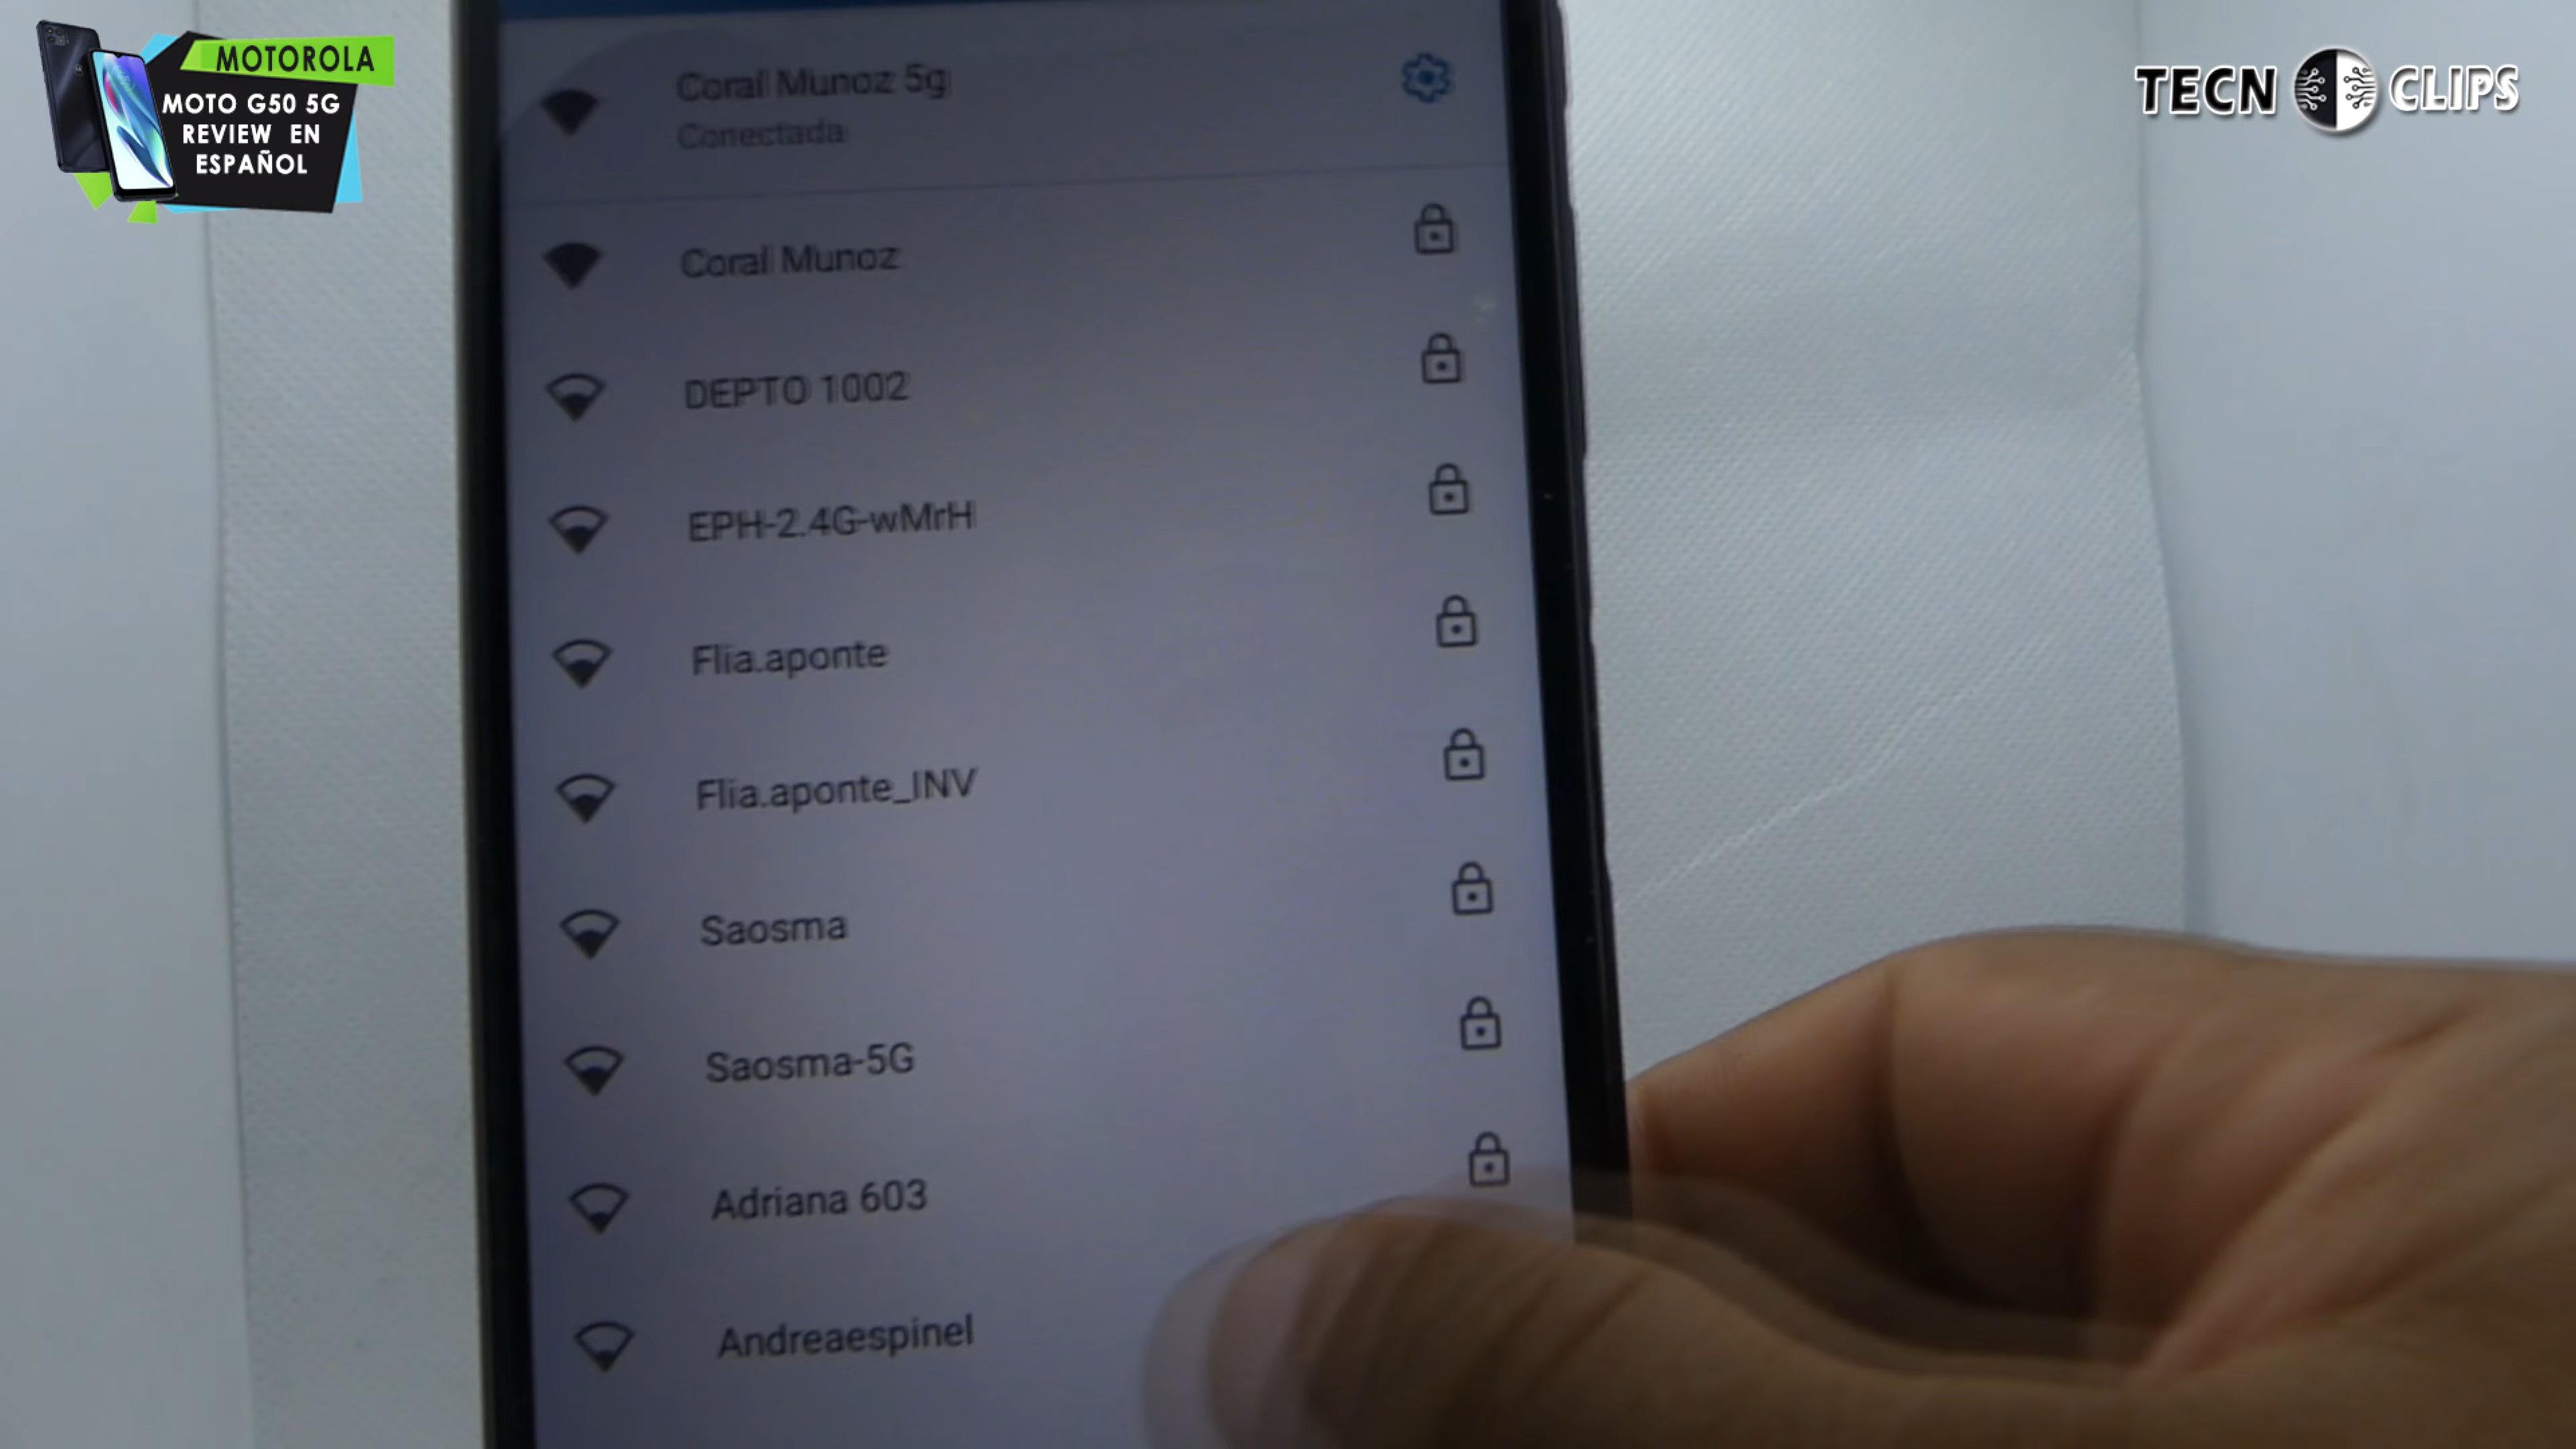 MOTOROLA
MOTO G50 5G
REVIEW EN
ESPAÑOL
TECN CLIPS
Coral Munoz 5g
Conectada
Coral Munoz
DEPTO 1002
EPH-2.4G-wMrH
Flia.aponte
Flia.aponte_INV
Saosma
Saosma-5G
Adriana 603
Andreaespinel